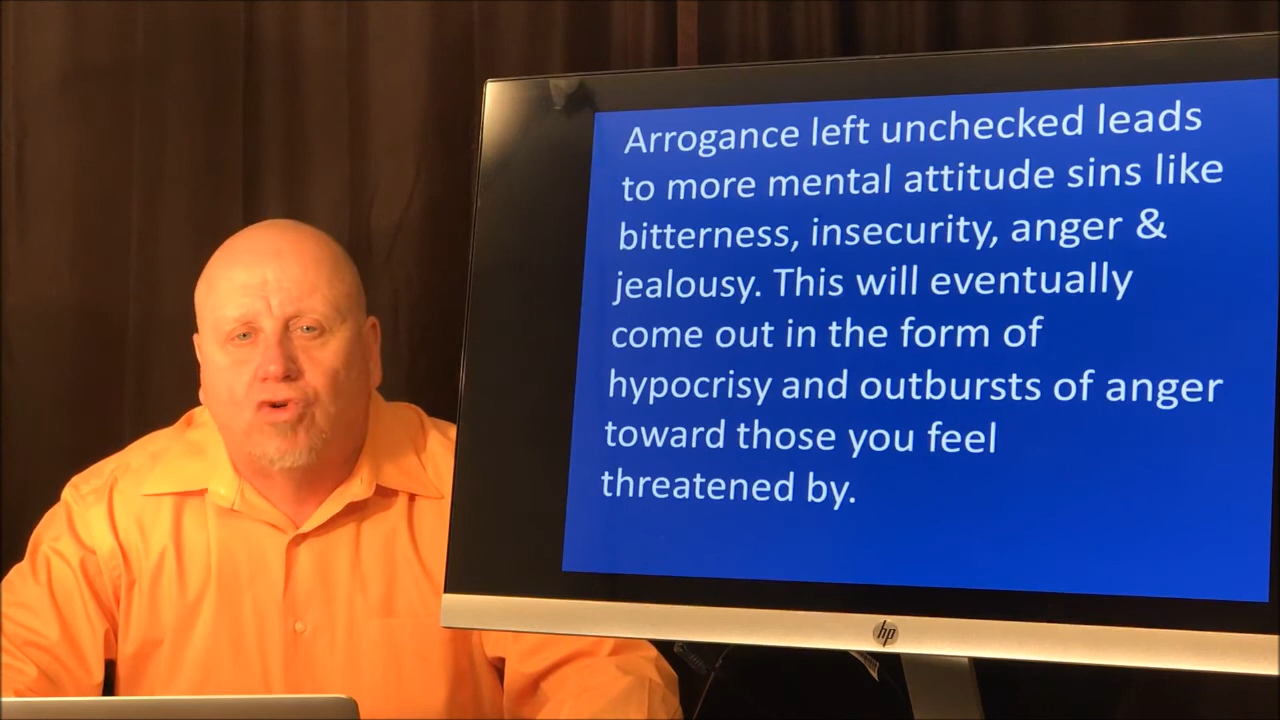 Arrogance left unchecked leads
to more mental attitude sins like
bitterness, insecurity, anger &
jealousy. This will eventually
come out in the form of
hypocrisy and outbursts of anger
toward those you feel
threatened by.
hp